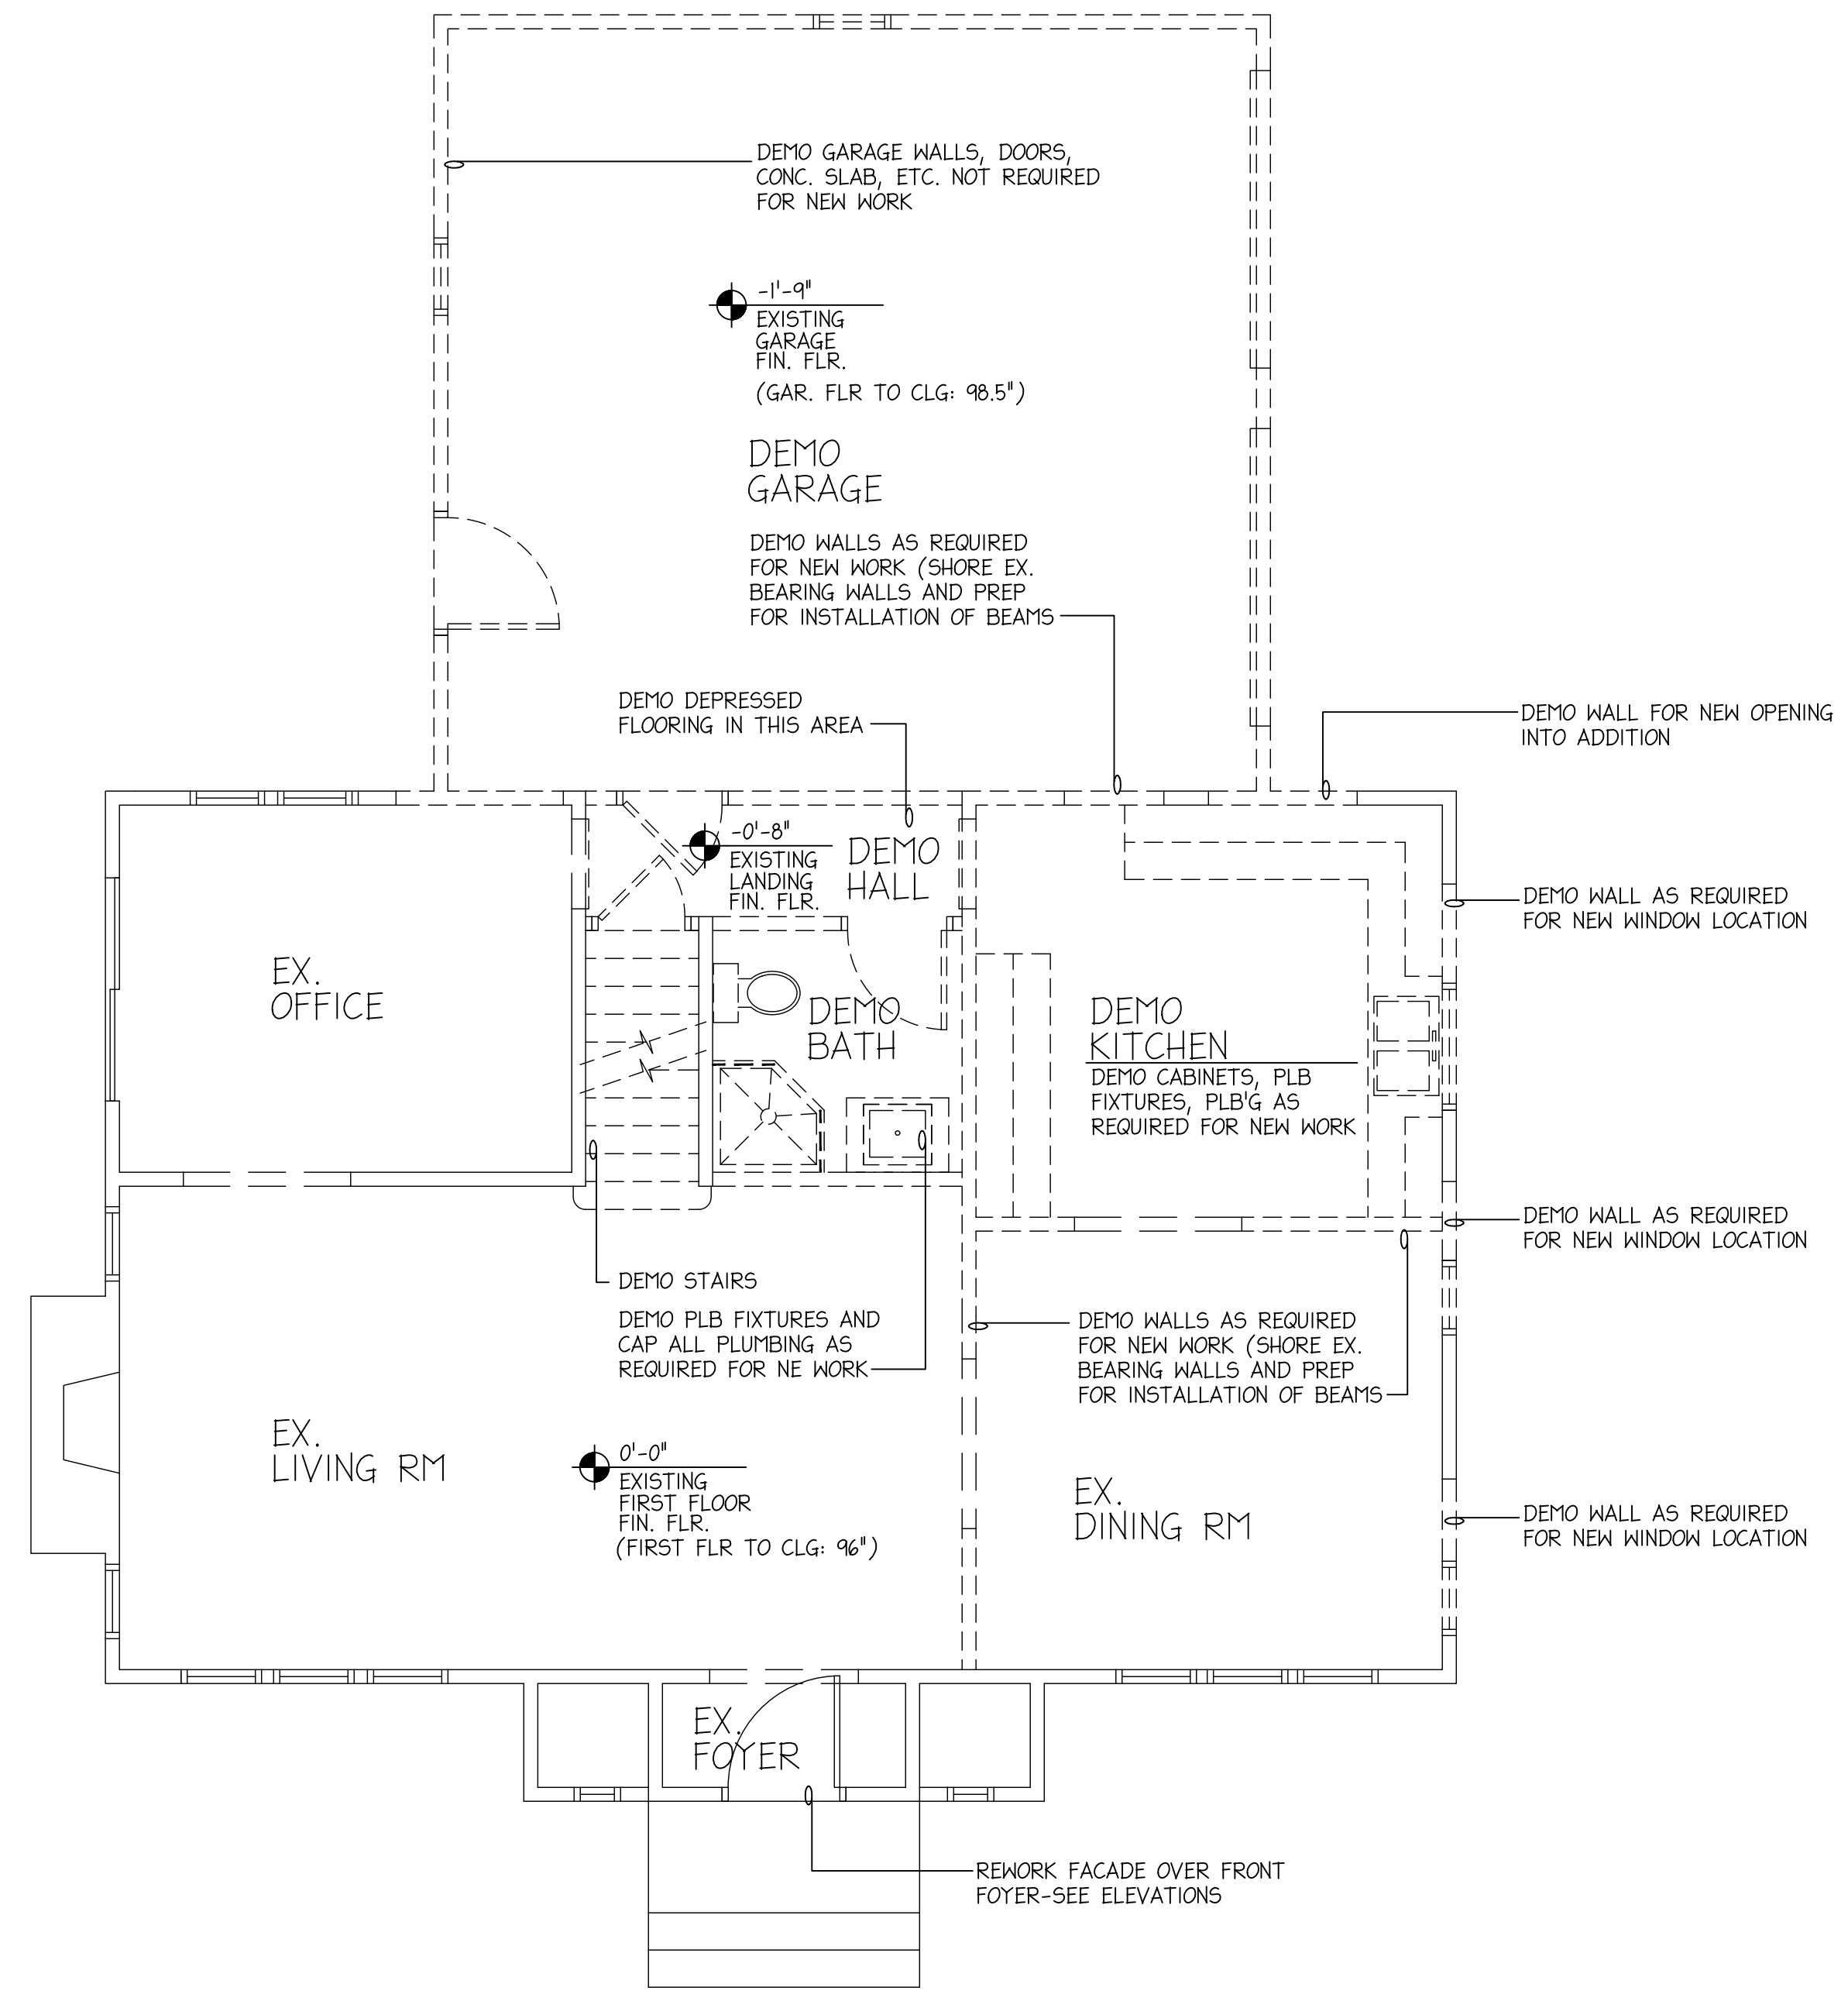 DEMO GARAGE WALLS, DOORS,
CONC. SLAB, ETC. NOT REQUIRED
FOR NEW WORK
-1'-9"
EXISTING
GARAGE
FIN. FLR.
(GAR. FLR TO CLG: 98.5")
DEMO
GARAGE
DEMO WALLS AS REQUIRED
FOR NEW WORK (SHORE EX.
BEARING WALLS AND PREP
FOR INSTALLATION OF BEAMS
DEMO DEPRESSED
FLOORING IN THIS AREA
DEMO WALL FOR NEW OPENING
INTO ADDITION
-0'-8"
EXISTING
LANDING
FIN. FLR.
DEMO
HALL
DEMO WALL AS REQUIRED
FOR NEW WINDOW LOCATION
EX.
OFFICE
DEMO
BATH
DEMO
KITCHEN
DEMO CABINETS, PLB
FIXTURES, PLB'G AS
REQUIRED FOR NEW WORK
DEMO WALL AS REQUIRED
FOR NEW WINDOW LOCATION
DEMO STAIRS
DEMO PLB FIXTURES AND
CAP ALL PLUMBING AS
REQUIRED FOR NE WORK
DEMO WALLS AS REQUIRED
FOR NEW WORK (SHORE EX.
BEARING WALLS AND PREP
FOR INSTALLATION OF BEAMS
EX.
LIVING RM
0'-0"
EXISTING
FIRST FLOOR
FIN. FLR.
(FIRST FLR TO CLG: 96")
EX.
DINING RM
DEMO WALL AS REQUIRED
FOR NEW WINDOW LOCATION
EX.
FOYER
REWORK FACADE OVER FRONT
FOYER-SEE ELEVATIONS